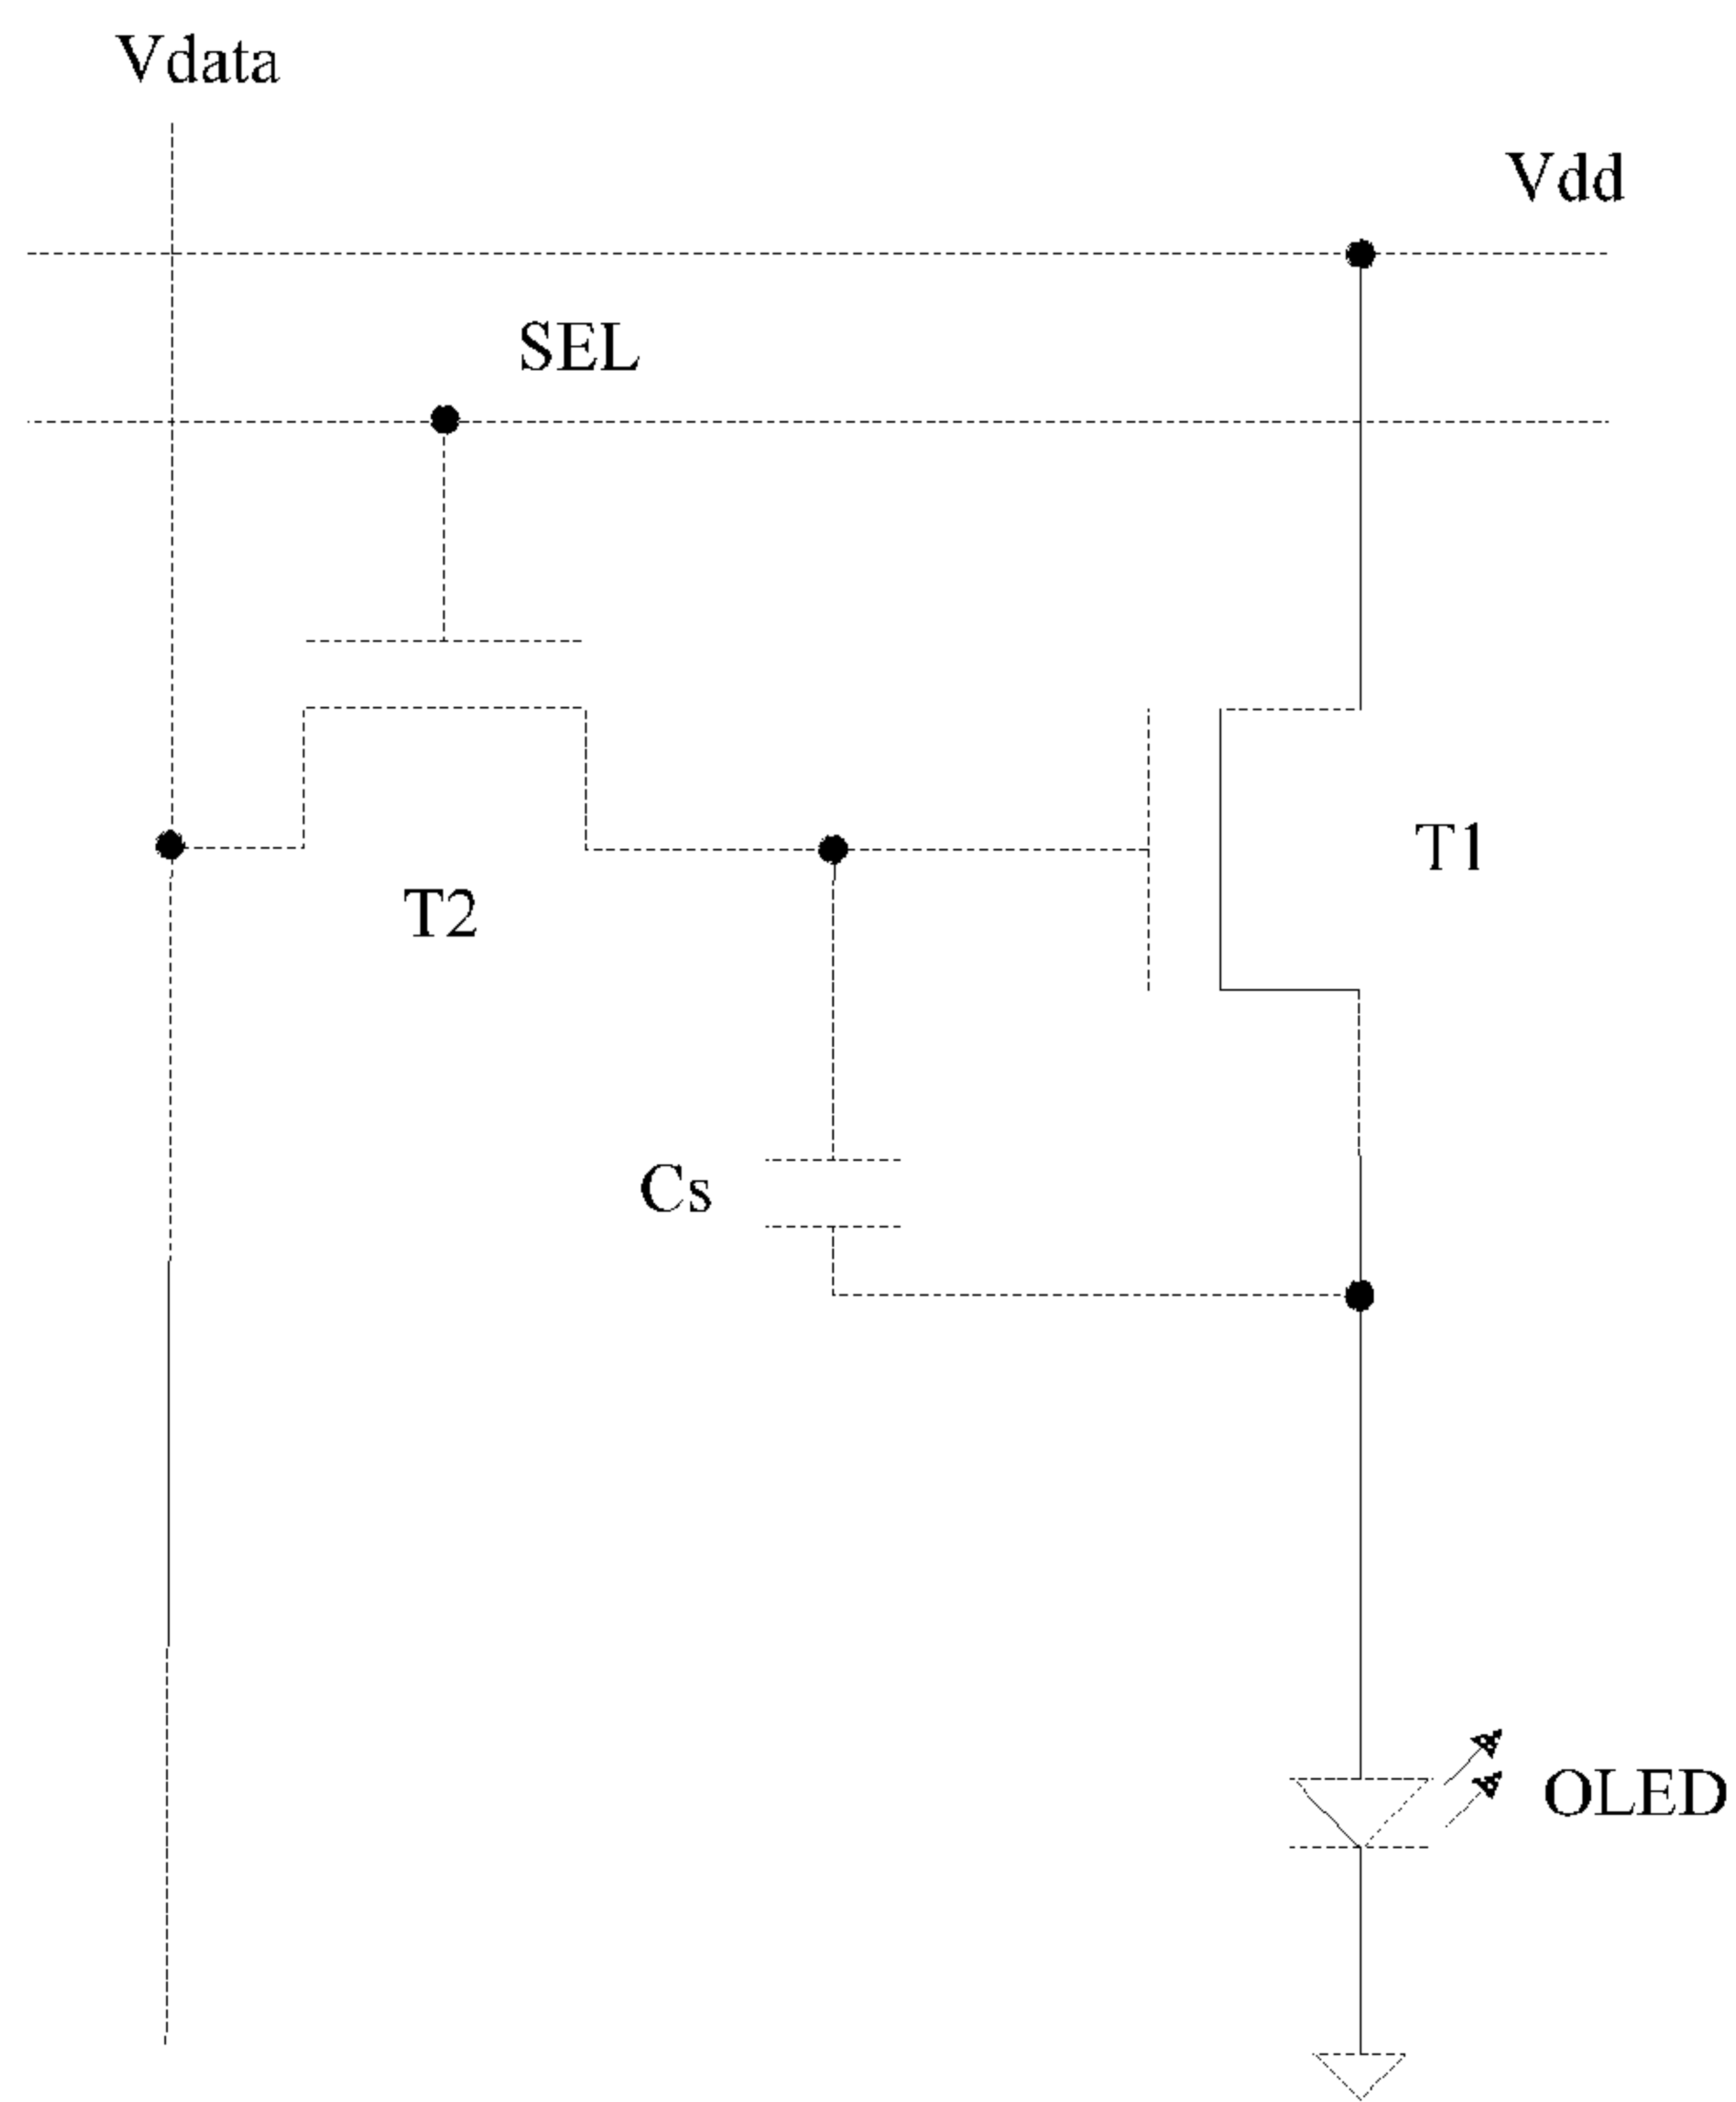 Vdata
Vdd
SEL
T1
T2
Cs
OLED